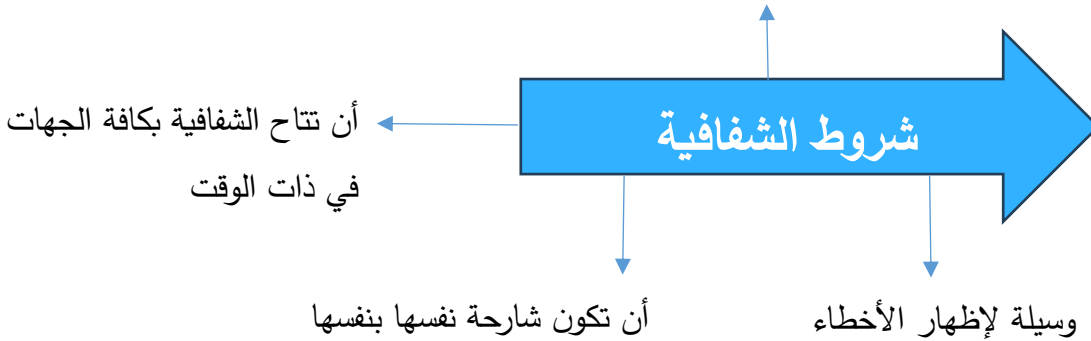 شروط الشفافية
أن تتاح الشفافية بكافة الجهات
في ذات الوقت
وسيلة لإظهار الأخطاء
أن تكون شارحة نفسها بنفسها